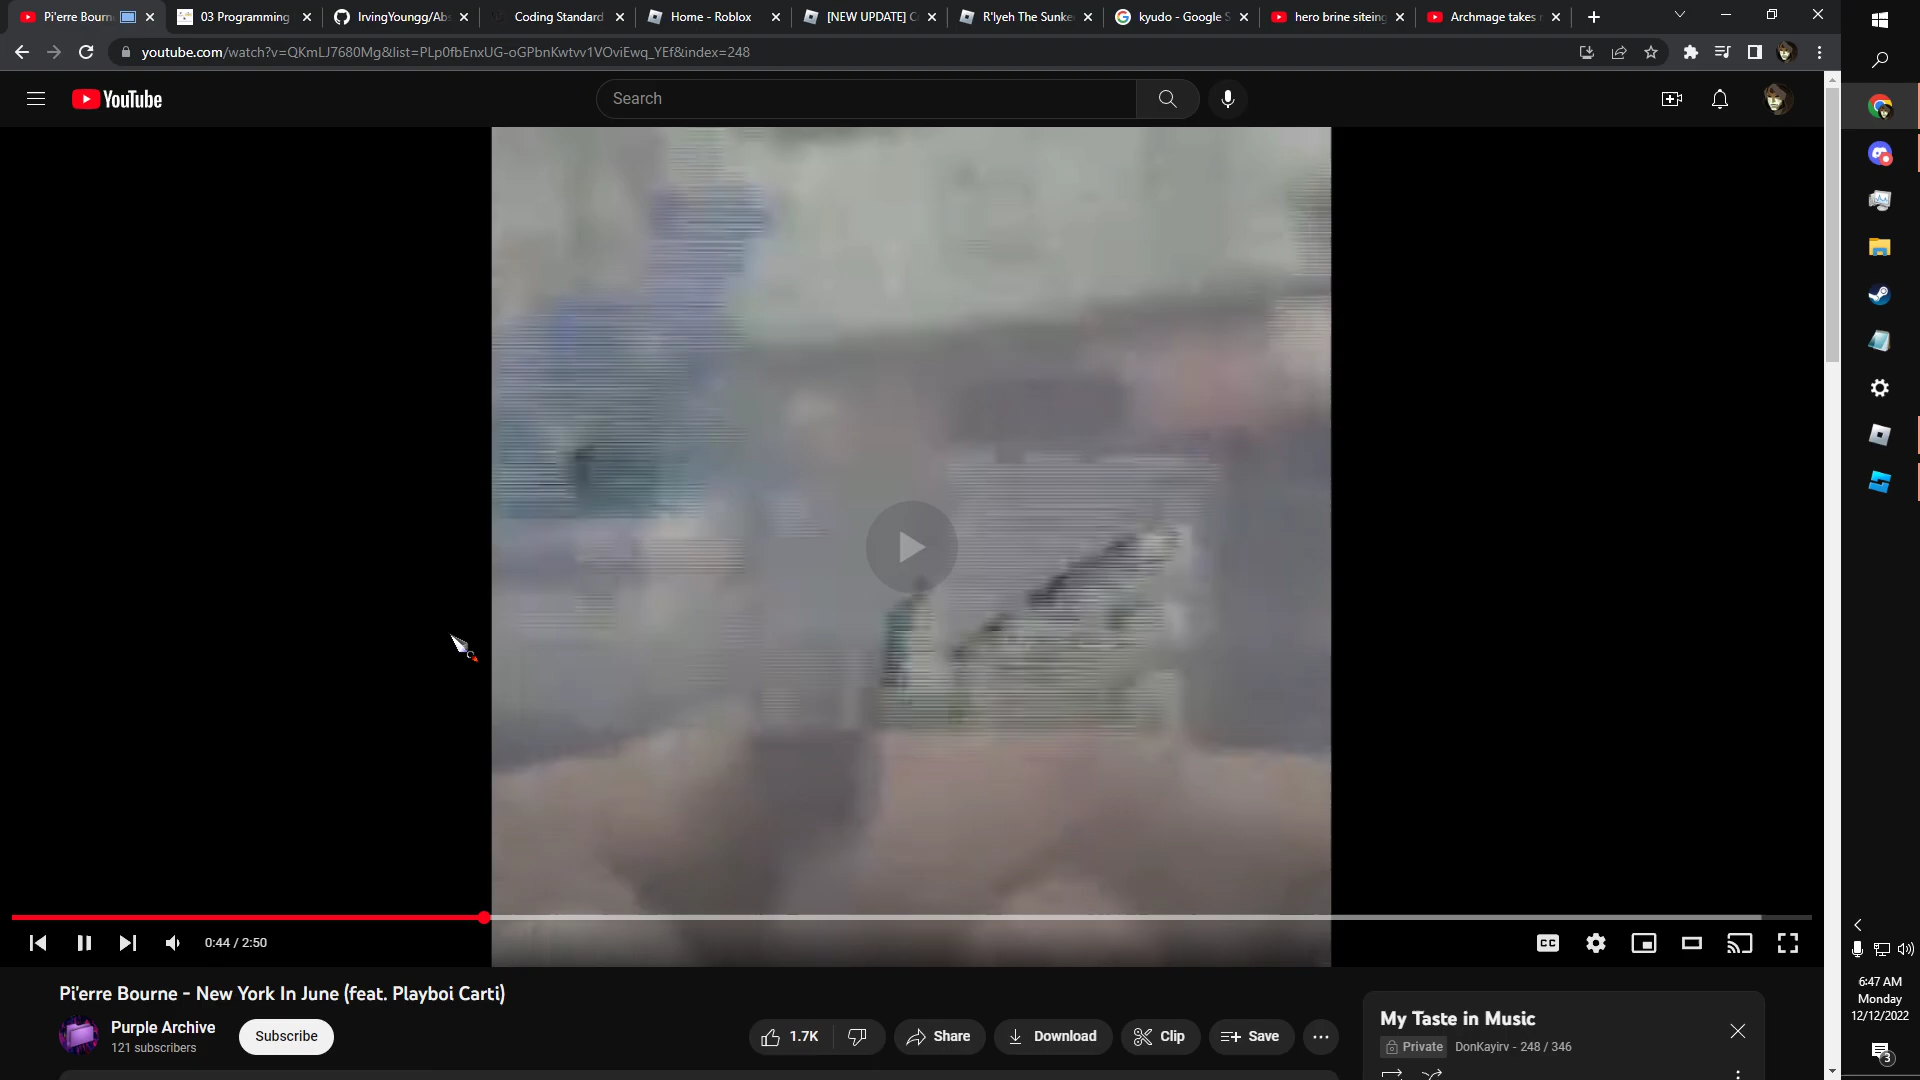 Pi'erre Bourn
03 Programming
IrvingYoungg/Ab
Coding Standard
Home - Roblox
[NEW UPDATE] C
R'lyeh The Sunke
kyudo - Google S
hero brine siteing
Archmage takes
youtube.com/watch?v=QKmLJ7680Mg&list=PLp0fbEnxUG-oGPbnKwtvv1VOviEwq_YEf&index=248
YouTube
Search
0:44 / 2:50
CC
Pi'erre Bourne - New York In June (feat. Playboi Carti)
Purple Archive
121 subscribers
Subscribe
1.7K
Share
Download
Clip
Save
My Taste in Music
Private
DonKayirv - 248 / 346
6:47 AM
Monday
12/12/2022
3